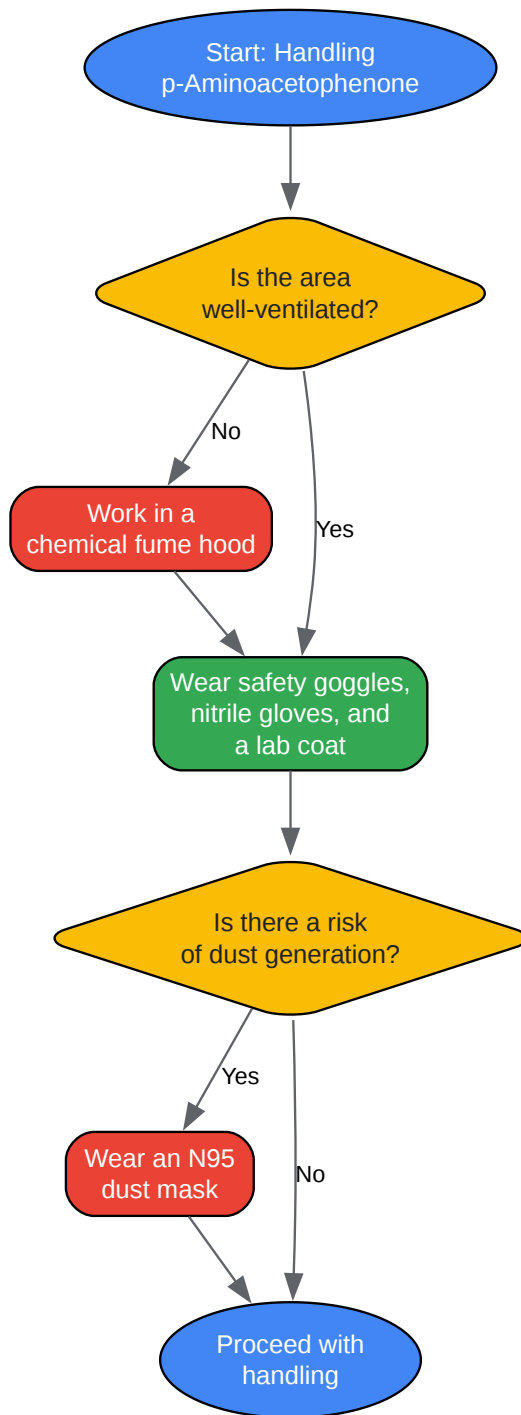 Start: Handling
p-Aminoacetophenone
Is the area
well-ventilated?
No
Work in a
chemical fume hood
Yes
Wear safety goggles,
nitrile gloves, and
a lab coat
Is there a risk
of dust generation?
Yes
Wear an N95
dust mask
No
Proceed with
handling